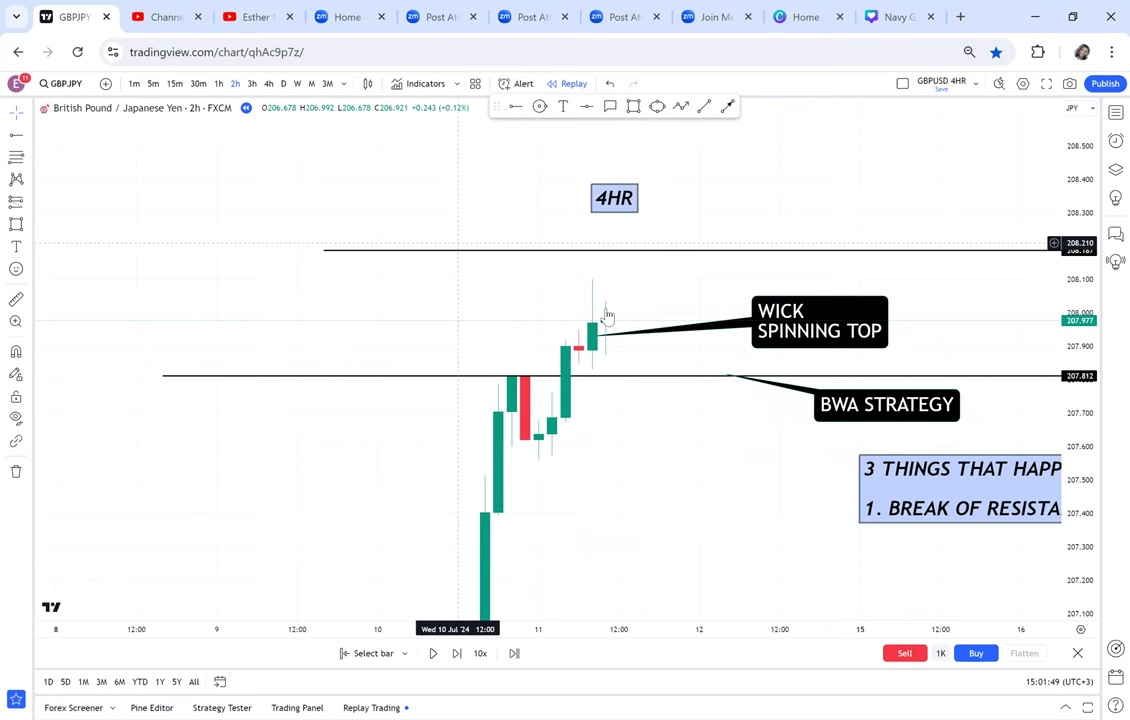 GBPJPY
Channe
Esther
Home -
Post At
Post At
Post At
Join Me
Home -
Navy G
tradingview.com/chart/qhAc9p7z/
E 11 GBPJPY 1m 5m 15m 30m 1h 2h 3h 4h D W M 3M Indicators Alert Replay GBPUSD 4HR Save Publish
British Pound / Japanese Yen · 2h · FXCM O206.678 H206.992 L206.678 C206.921 +0.243 (+0.12%) JPY
208.500
208.400
4HR
208.300
208.210
208.187
208.100
WICK
SPINNING TOP
208.000
207.977
207.900
207.812
BWA STRATEGY
207.700
207.600
3 THINGS THAT HAPP
207.500
1. BREAK OF RESISTA
207.400
207.300
207.200
207.100
8 12:00 9 12:00 10 Wed 10 Jul '24 12:00 11 12:00 12 12:00 15 12:00 16
Select bar 10x Sell 1K Buy Flatten
1D 5D 1M 3M 6M YTD 1Y 5Y All 15:01:49 (UTC+3)
Forex Screener Pine Editor Strategy Tester Trading Panel Replay Trading